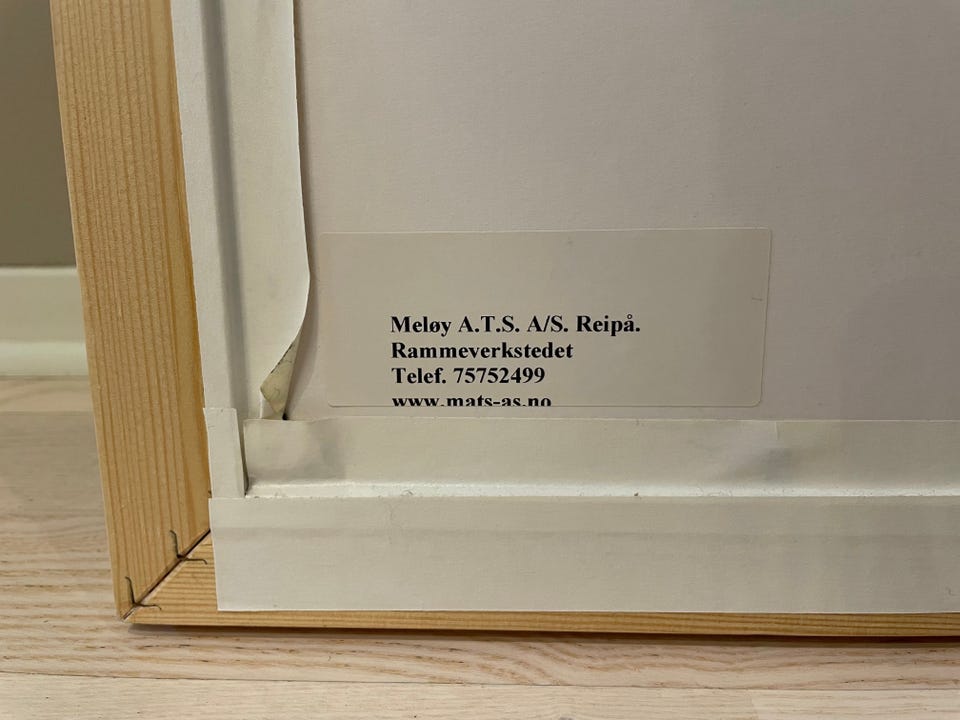 Meløy A.T.S. A/S. Reipå.
Rammeverkstedet
Telef. 75752499
www.mats-as.no